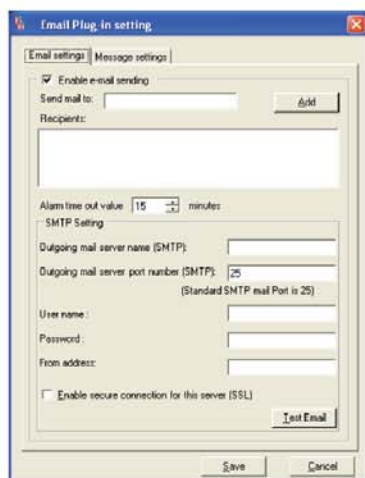 Email Plug-in setting
Email settings Message settings
Enable e-mail sending
Send mail to: Add
Recipients:
Alarm time out value 15 minutes
SMTP Setting
Outgoing mail server name (SMTP):
Outgoing mail server port number (SMTP): 25
(Standard SMTP mail Port is 25)
User name :
Password :
From address:
Enable secure connection for this server (SSL)
Test Email
Save Cancel